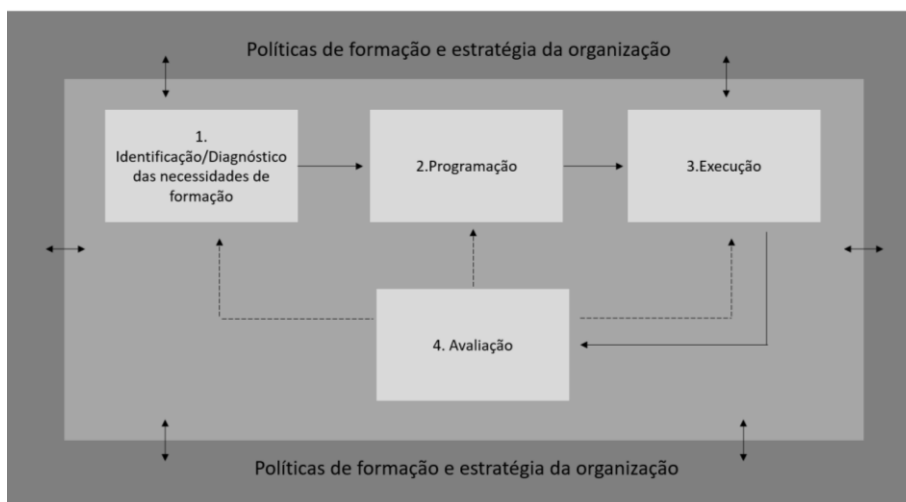 Políticas de formação e estratégia da organização
1.
Identificação/Diagnóstico
das necessidades de
formação
2.Programação
3.Execução
4. Avaliação
Políticas de formação e estratégia da organização